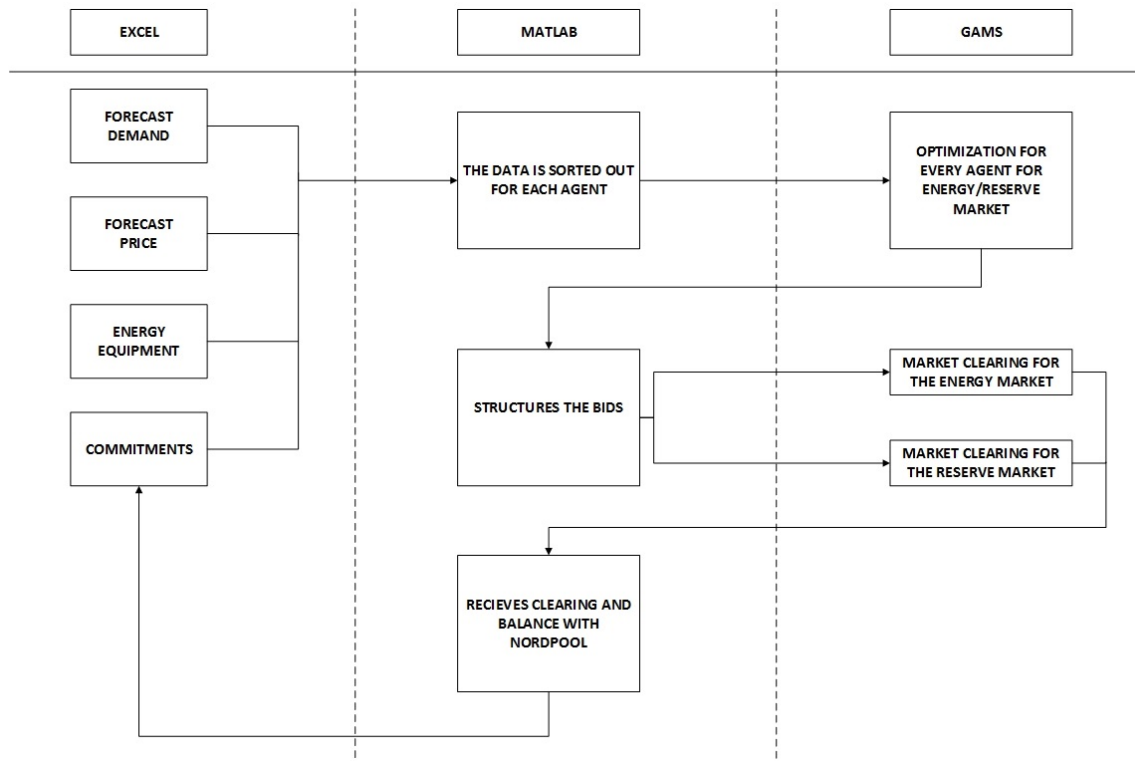 EXCEL
MATLAB
GAMS
FORECAST
DEMAND
FORECAST
PRICE
ENERGY
EQUIPMENT
COMMITMENTS
THE DATA IS SORTED OUT
FOR EACH AGENT
OPTIMIZATION FOR
EVERY AGENT FOR
ENERGY/RESERVE
MARKET
STRUCTURES THE BIDS
MARKET CLEARING FOR
THE ENERGY MARKET
MARKET CLEARING FOR
THE RESERVE MARKET
RECIEVES CLEARING AND
BALANCE WITH
NORDPOOL